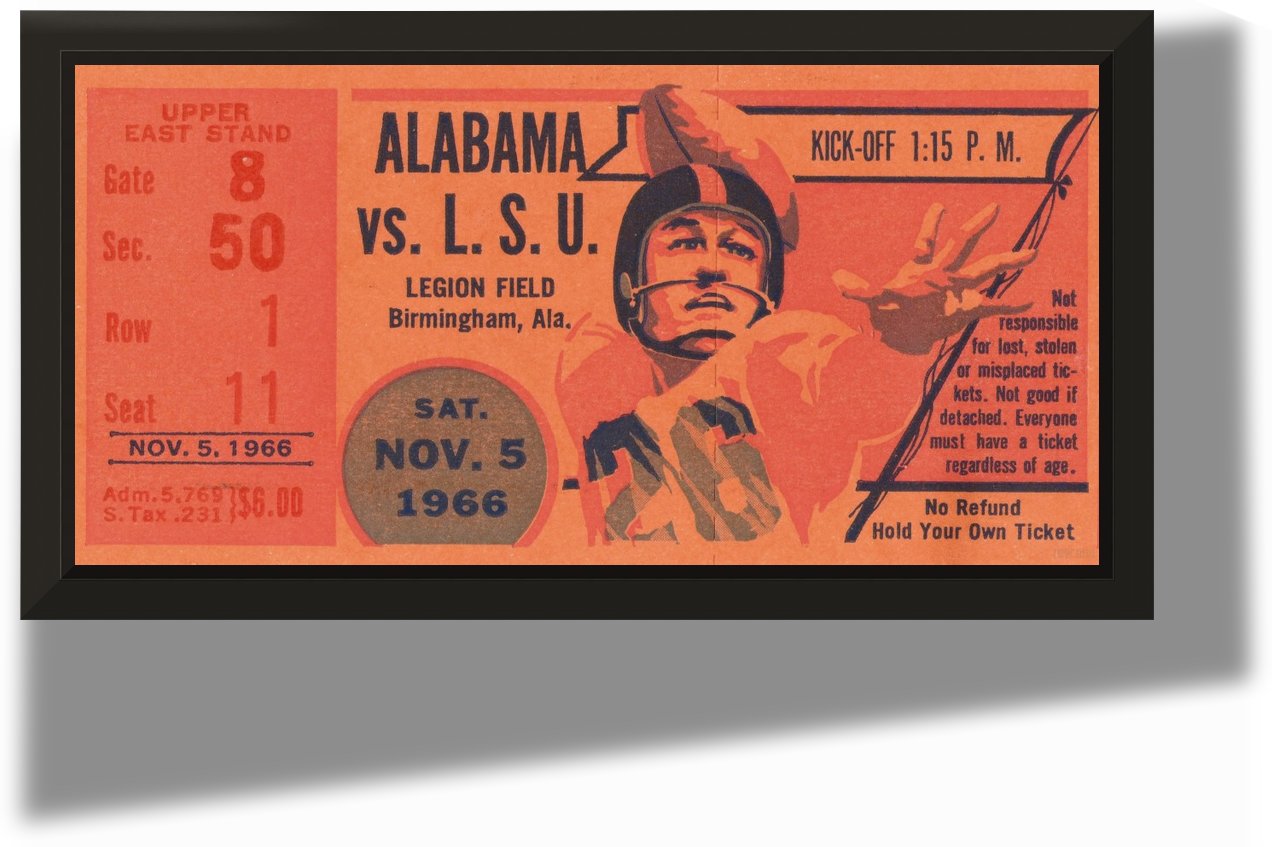 UPPER
EAST STAND
Gate 8
Sec. 50
Row 1
Seat 11
NOV. 5, 1966
Adm. 5.769
S. Tax .231 } $6.00
ALABAMA
VS. L. S. U.
LEGION FIELD
Birmingham, Ala.
SAT.
NOV. 5
1966
KICK-OFF 1:15 P. M.
Not
responsible
for lost, stolen
or misplaced tic-
kets. Not good if
detached. Everyone
must have a ticket
regardless of age.
No Refund
Hold Your Own Ticket